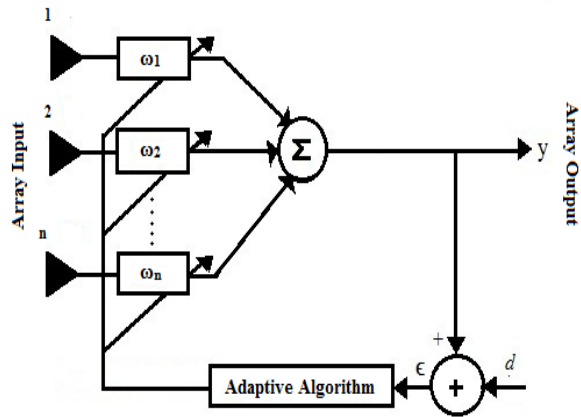 1
ω1
2
ω2
Array Input
Σ
y
Array Output
n
ωn
+
d
ϵ
+
Adaptive Algorithm